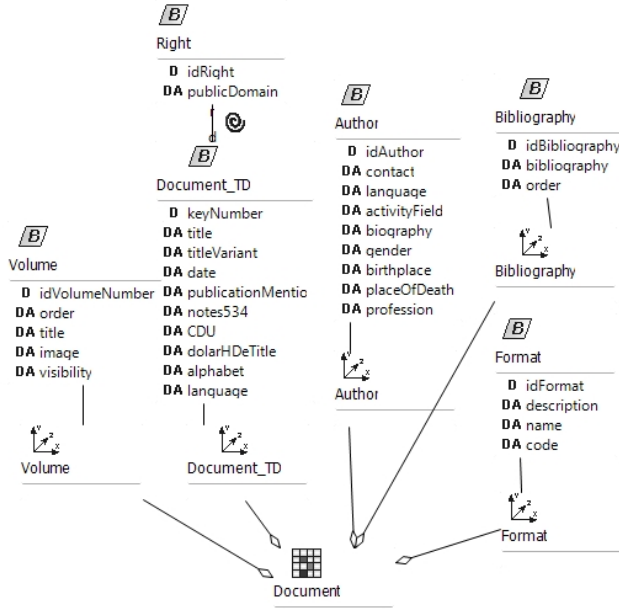 B
Right
D idRight
DA publicDomain
r
d
B
Document_TD
D keyNumber
DA title
DA titleVariant
DA date
DA publicationMentio
DA notes534
DA CDU
DA dolarHDeTitle
DA alphabet
DA language
Document_TD
B
Volume
D idVolumeNumber
DA order
DA title
DA image
DA visibility
Volume
B
Author
D idAuthor
DA contact
DA language
DA activityField
DA biography
DA gender
DA birthplace
DA placeOfDeath
DA profession
Author
B
Bibliography
D idBibliography
DA bibliography
DA order
Bibliography
B
Format
D idFormat
DA description
DA name
DA code
Format
Document